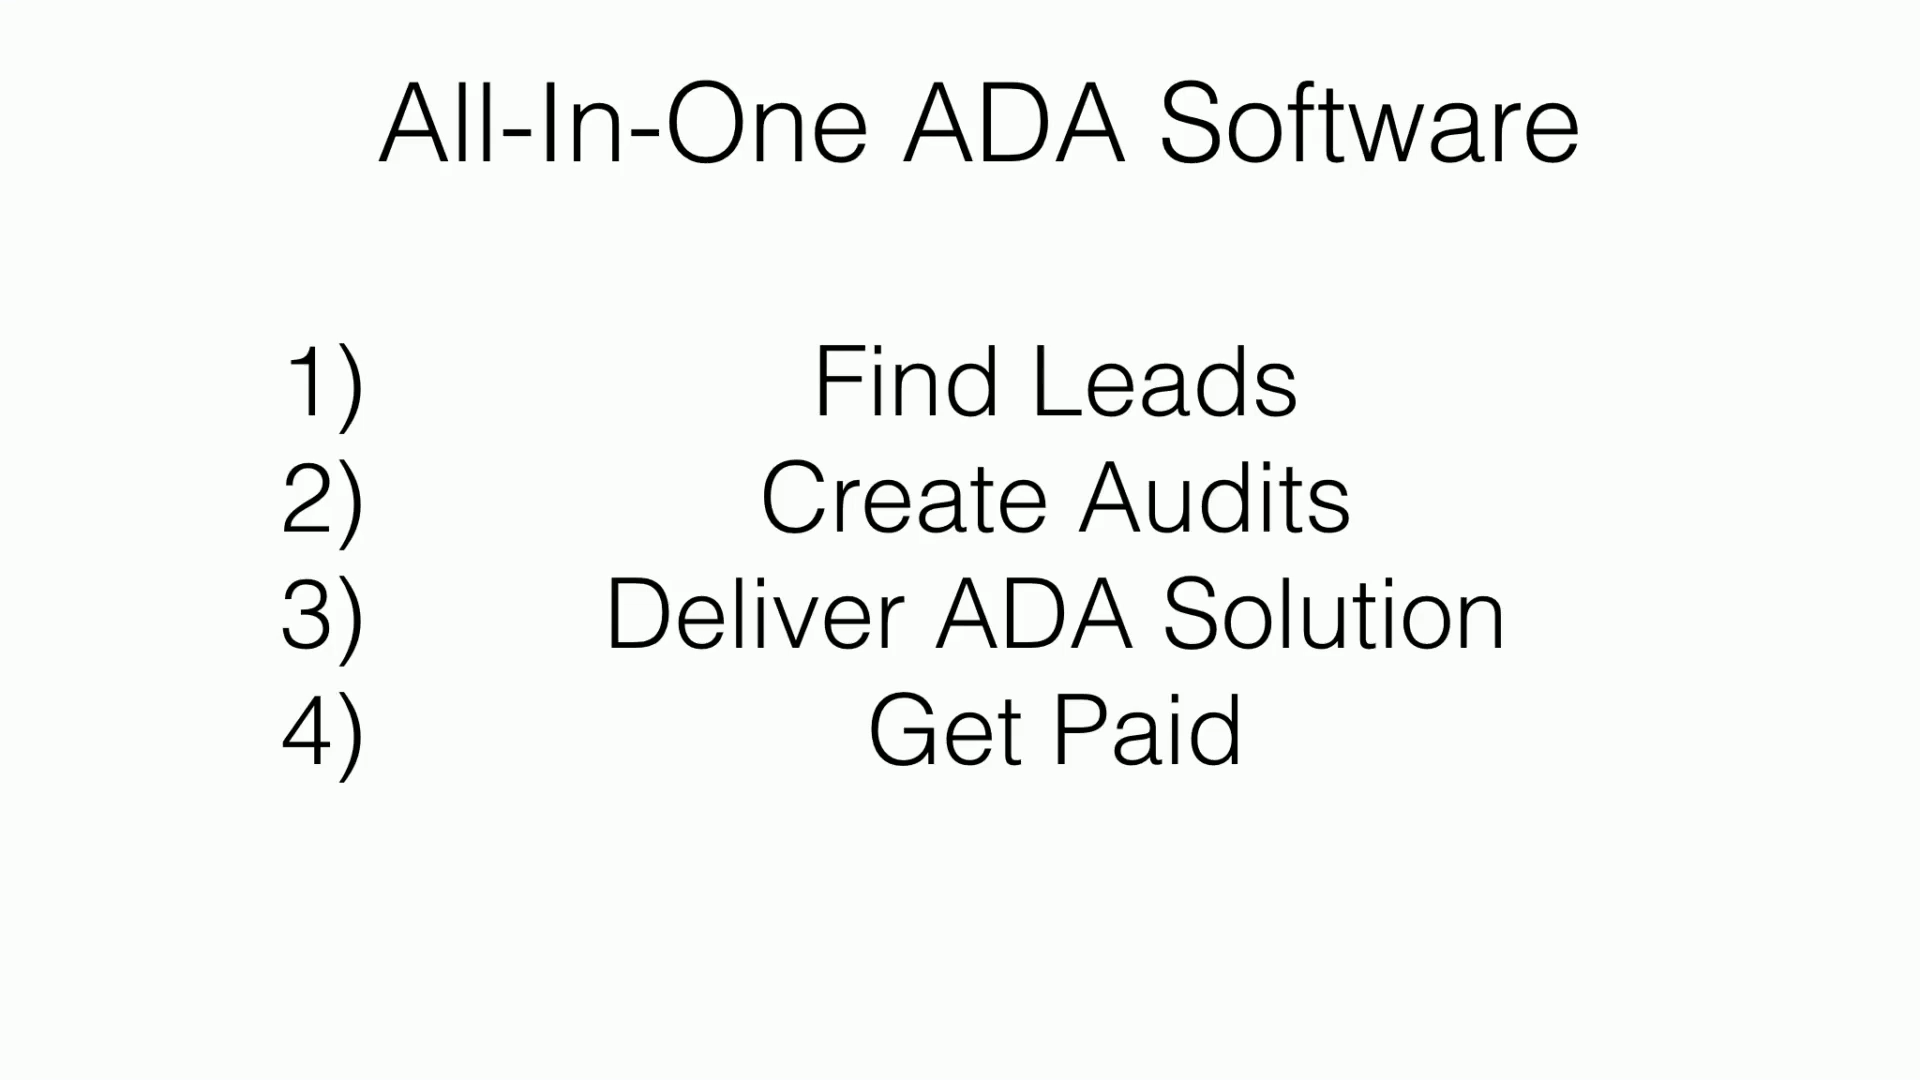 All-In-One ADA Software
1) Find Leads
2) Create Audits
3) Deliver ADA Solution
4) Get Paid